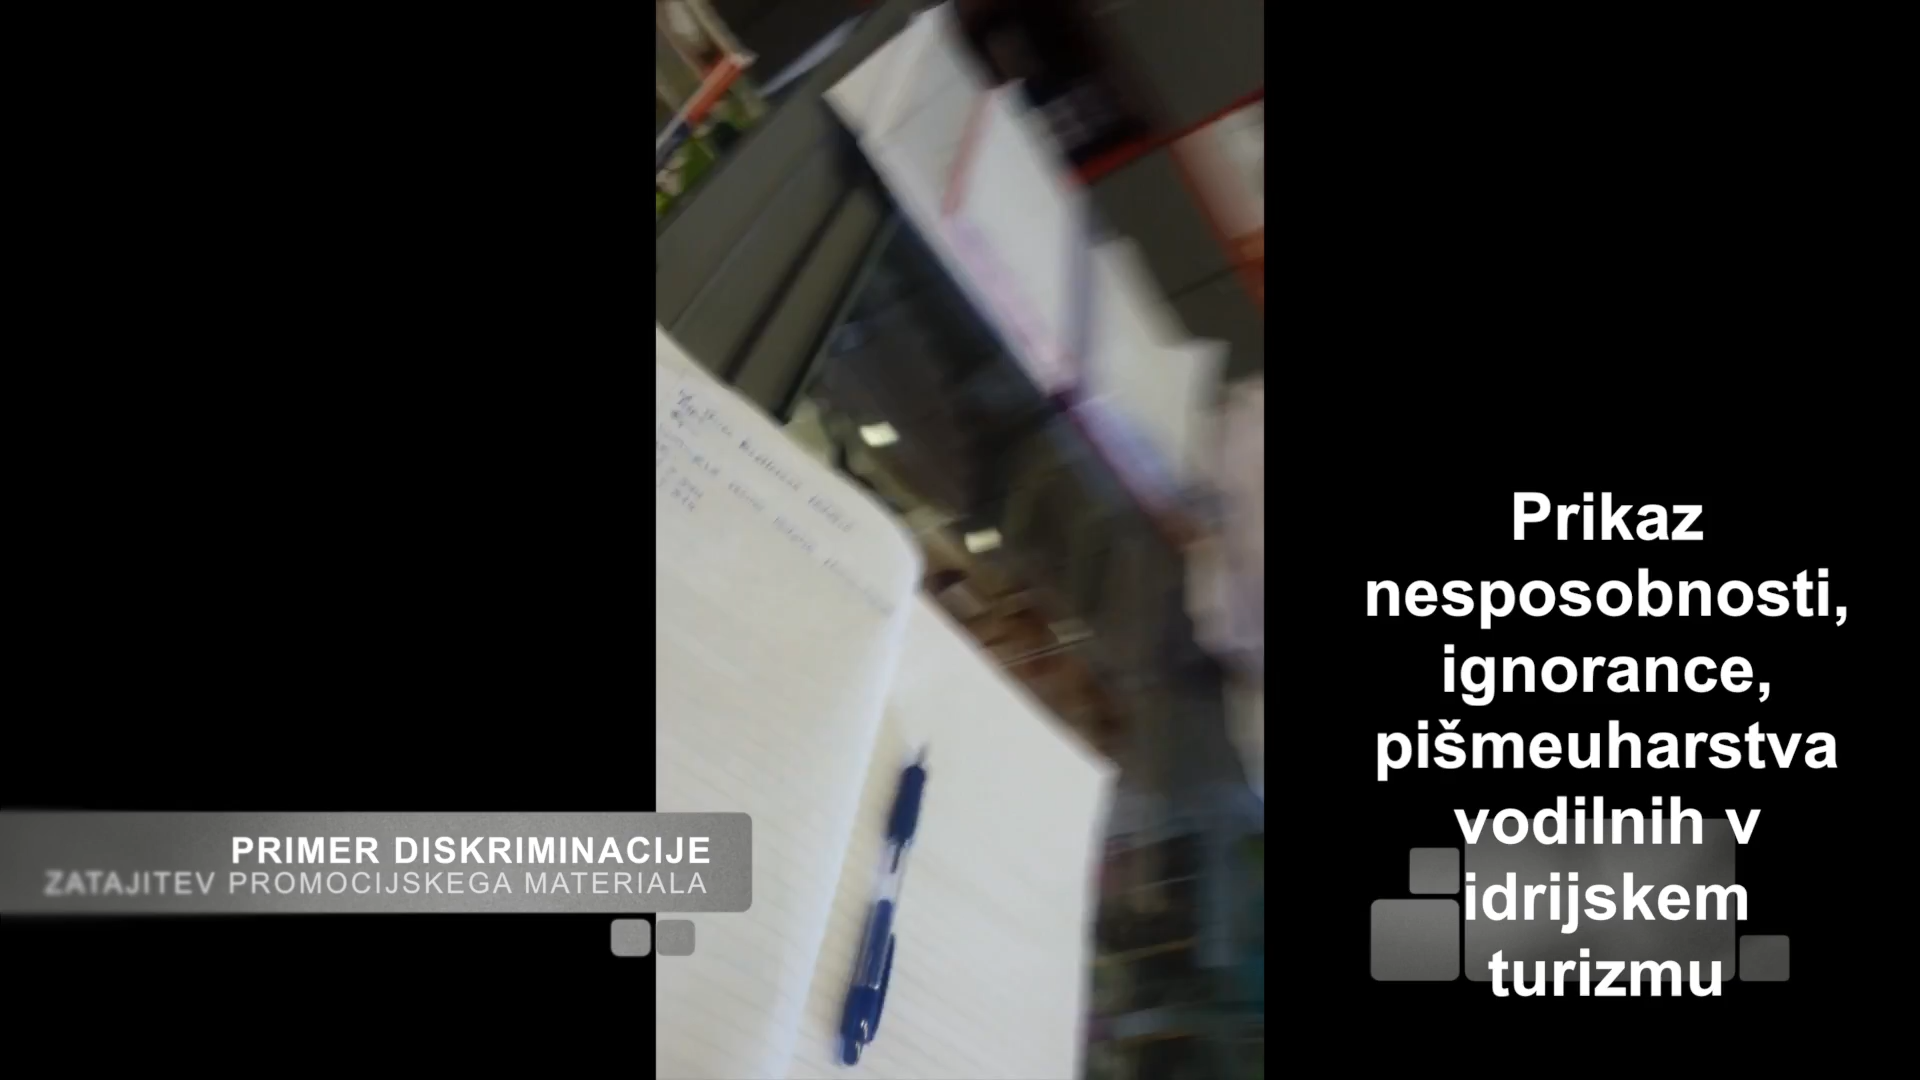 PRIMER DISKRIMINACIJE
ZATAJITEV PROMOCIJSKEGA MATERIALA
Prikaz
nesposobnosti,
ignorance,
pišmeuharstva
vodilnih v
idrijskem
turizmu